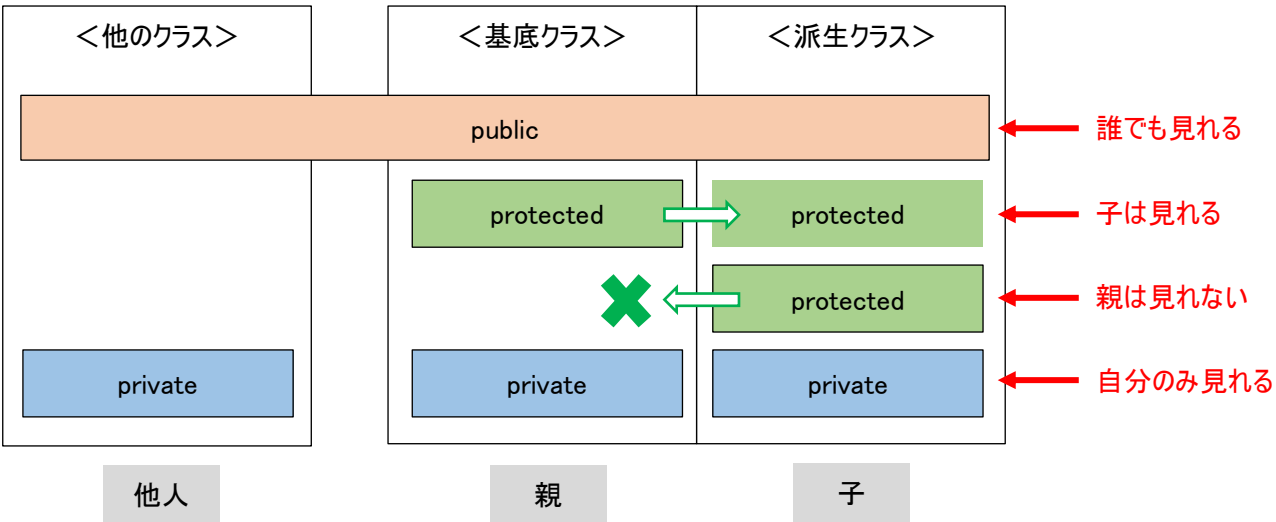 ＜他のクラス＞
＜基底クラス＞
＜派生クラス＞
public
誰でも見れる
protected
protected
子は見れる
protected
親は見れない
private
private
private
自分のみ見れる
他人
親
子